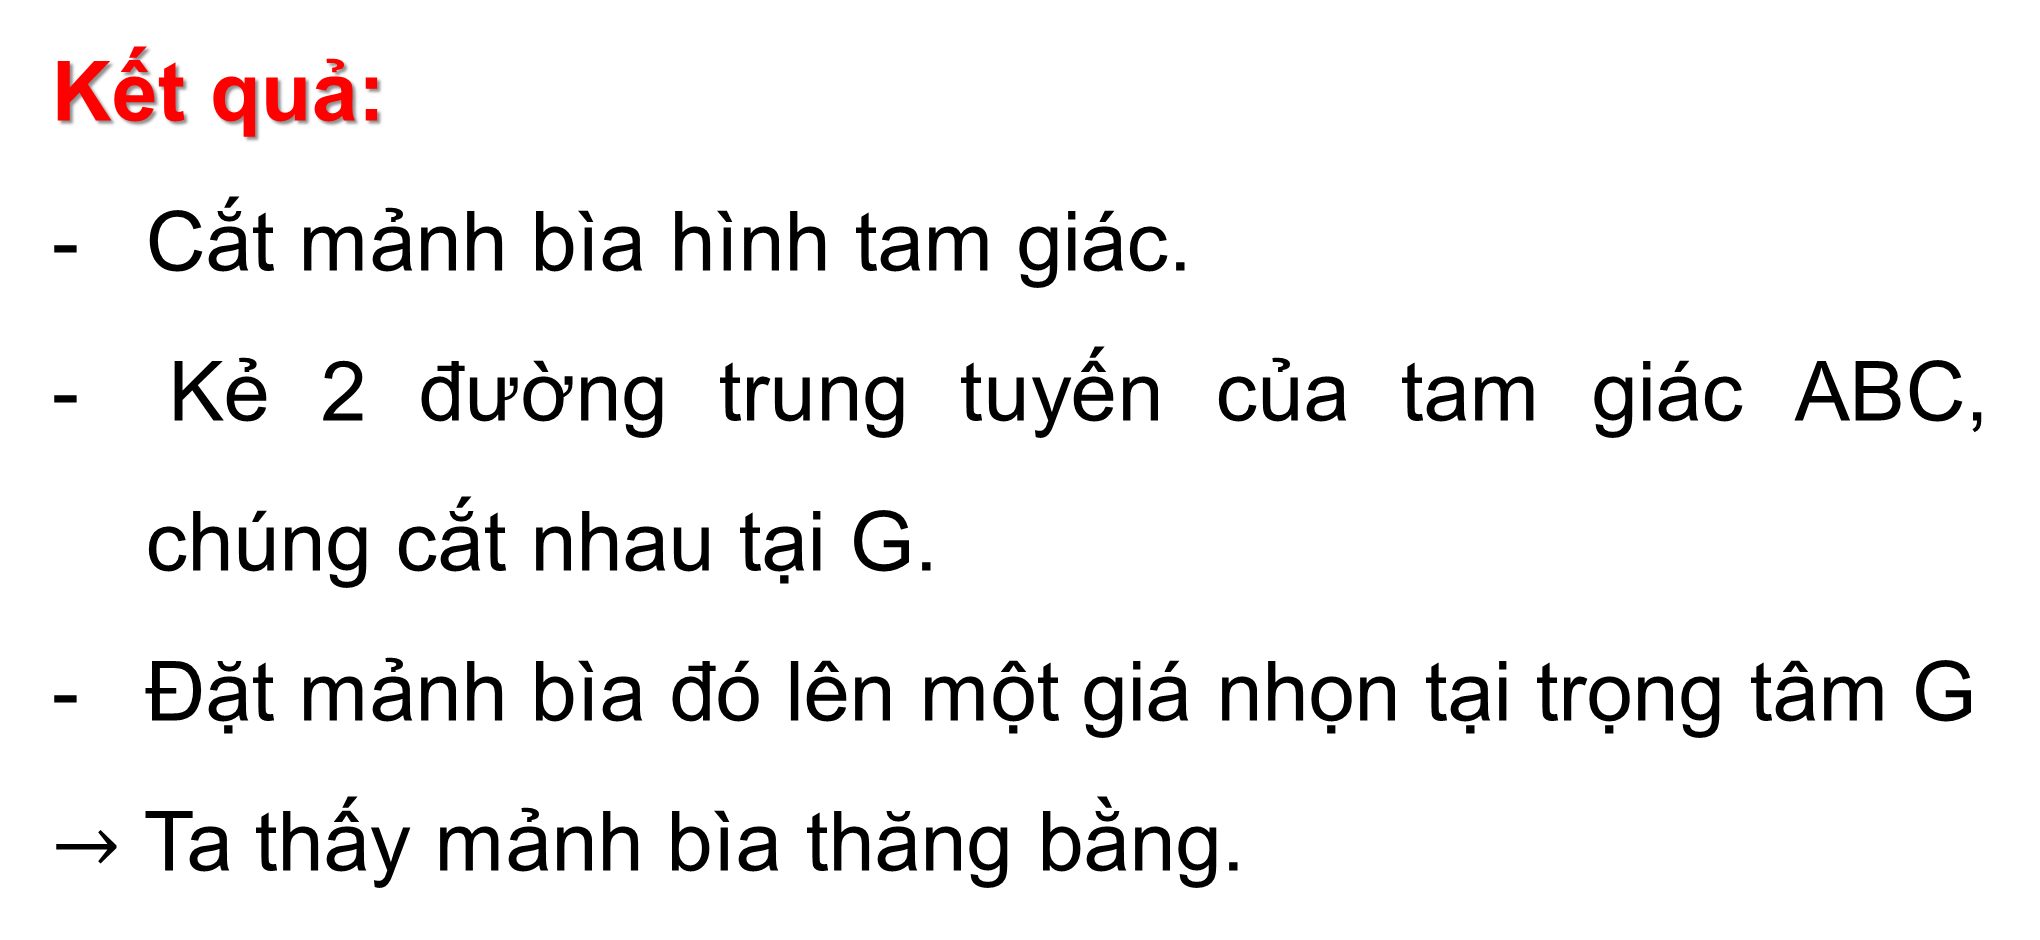 Kết quả:
- Cắt mảnh bìa hình tam giác.
- Kẻ 2 đường trung tuyến của tam giác ABC,
chúng cắt nhau tại G.
- Đặt mảnh bìa đó lên một giá nhọn tại trọng tâm G
→ Ta thấy mảnh bìa thăng bằng.